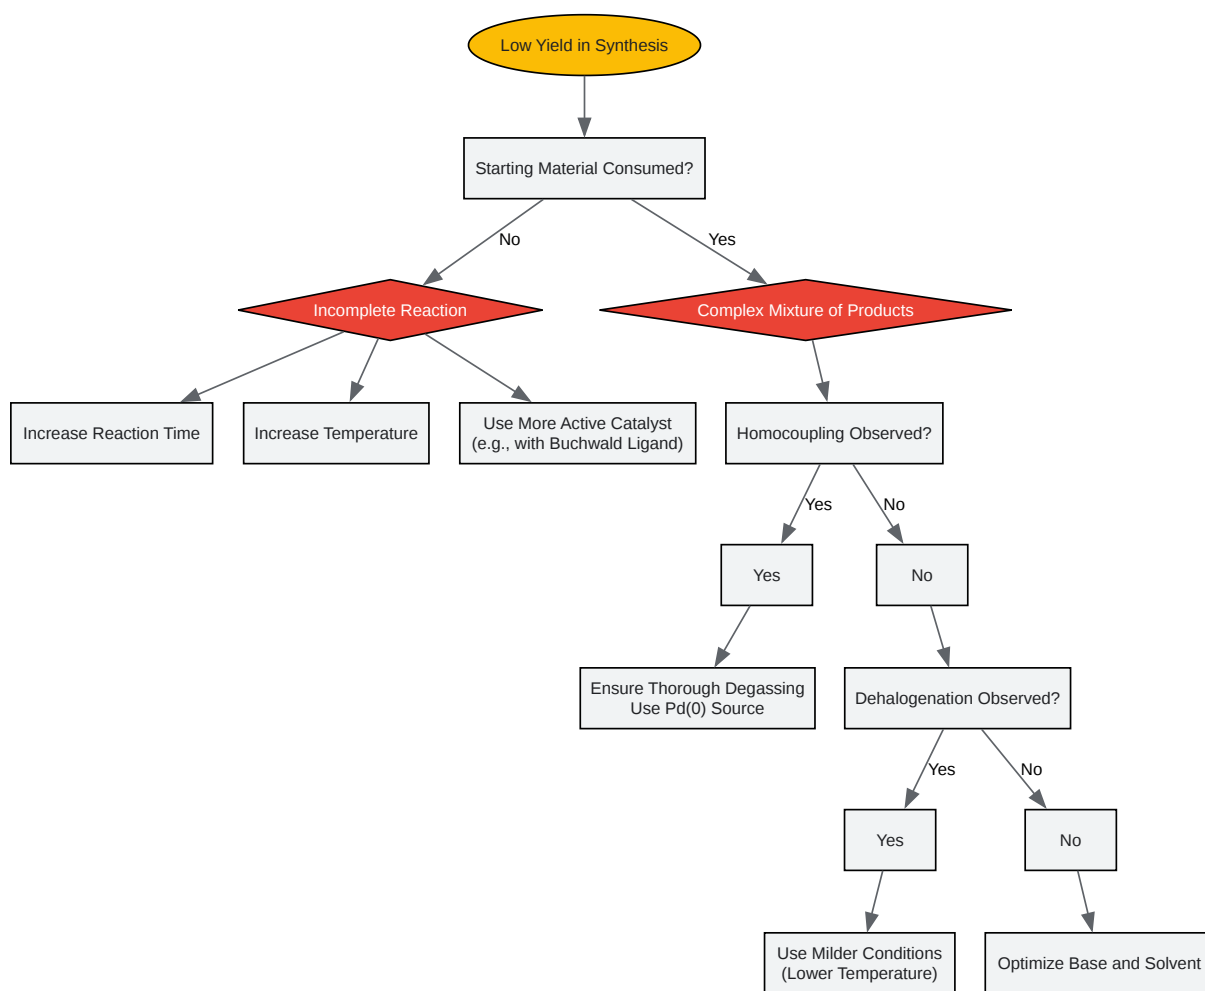 Low Yield in Synthesis
Starting Material Consumed?
No
Yes
Incomplete Reaction
Complex Mixture of Products
Increase Reaction Time
Increase Temperature
Use More Active Catalyst
(e.g., with Buchwald Ligand)
Homocoupling Observed?
Yes
No
Yes
No
Ensure Thorough Degassing
Use Pd(0) Source
Dehalogenation Observed?
Yes
No
Yes
No
Use Milder Conditions
(Lower Temperature)
Optimize Base and Solvent